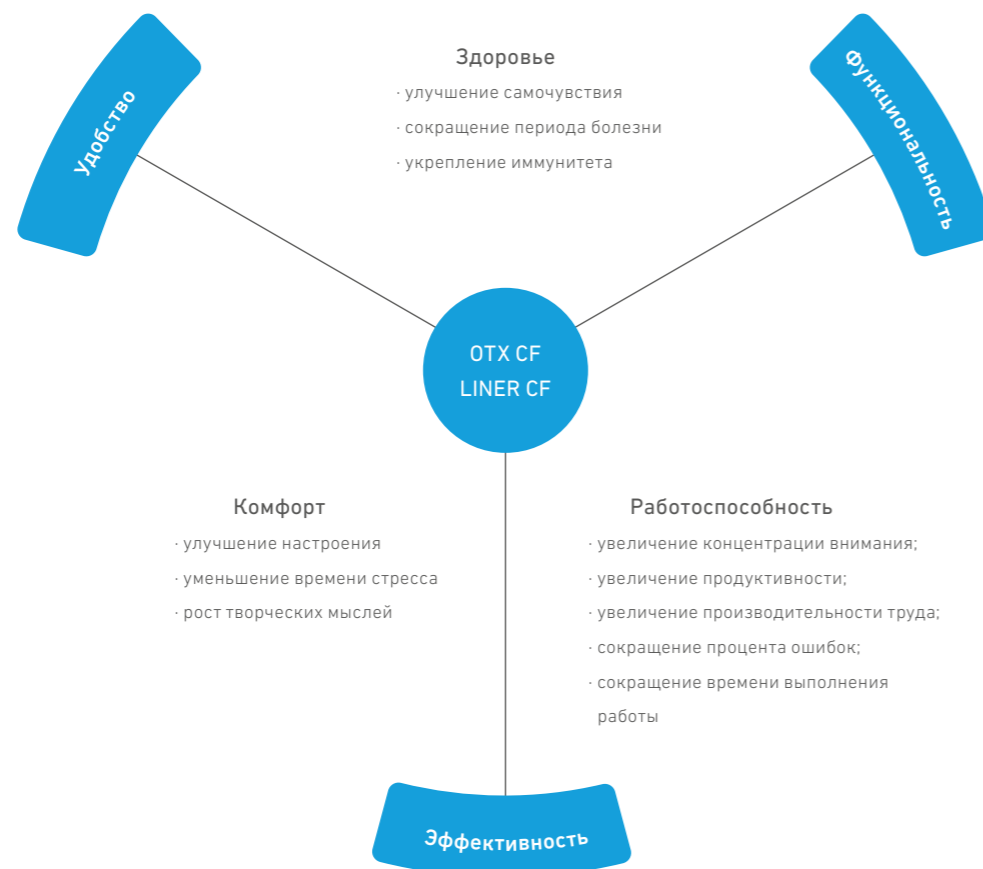 Удобство
Функциональность
Здоровье
· улучшение самочувствия
· сокращение периода болезни
· укрепление иммунитета
OTX CF
LINER CF
Комфорт
· улучшение настроения
· уменьшение времени стресса
· рост творческих мыслей
Работоспособность
· увеличение концентрации внимания;
· увеличение продуктивности;
· увеличение производительности труда;
· сокращение процента ошибок;
· сокращение времени выполнения
работы
Эффективность